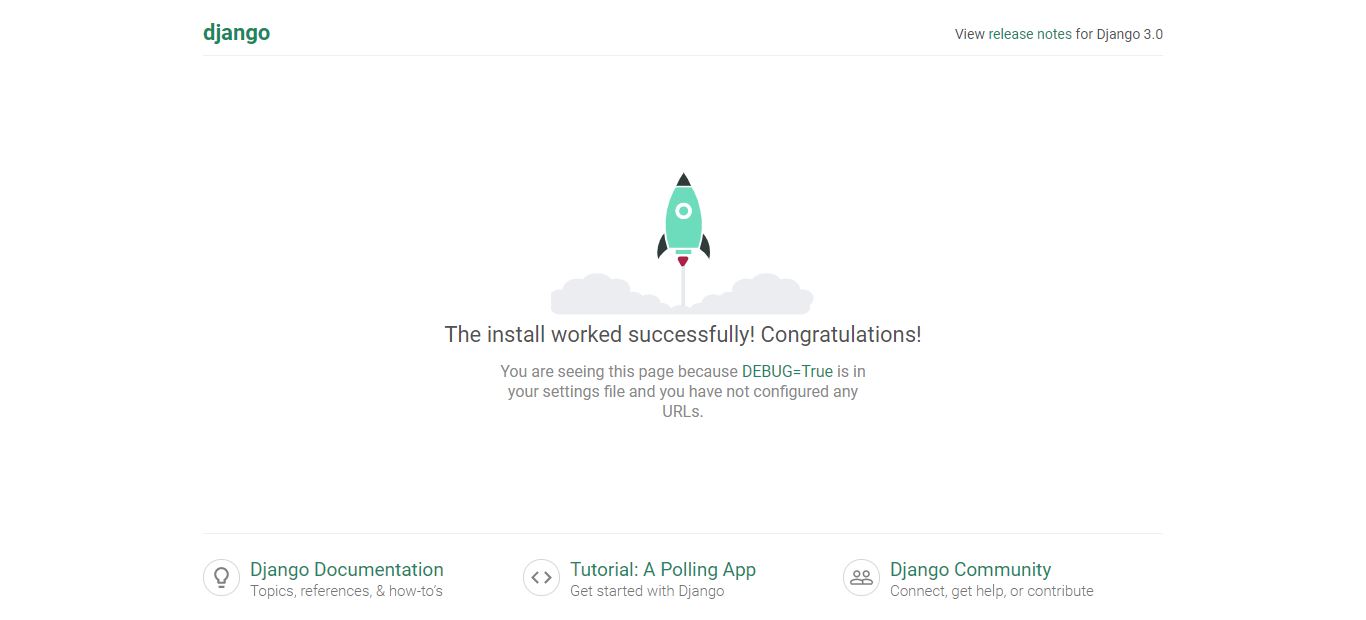 django
View release notes for Django 3.0
The install worked successfully! Congratulations!
You are seeing this page because DEBUG=True is in
your settings file and you have not configured any
URLs.
Django Documentation
Topics, references, & how-to's
Tutorial: A Polling App
Get started with Django
Django Community
Connect, get help, or contribute